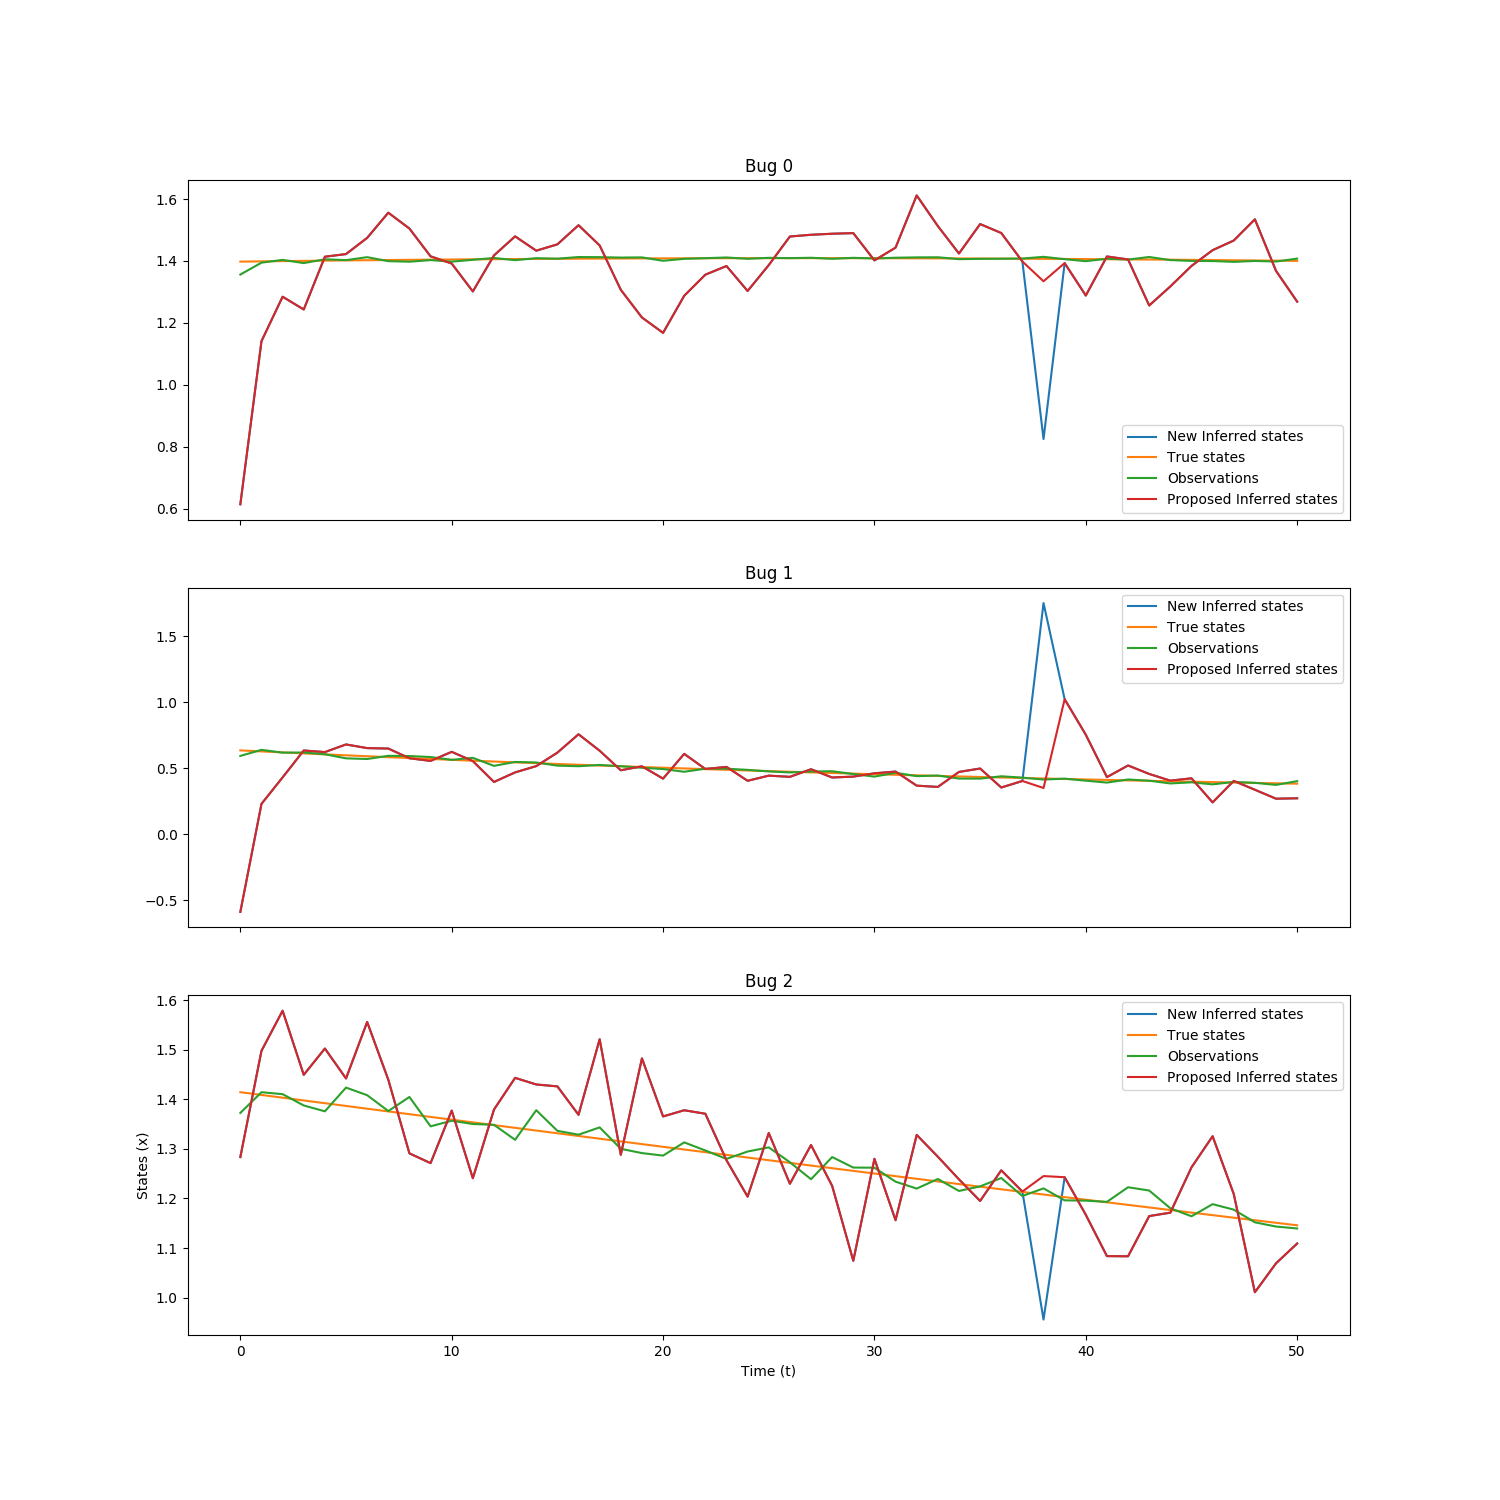 Bug 0
1.6
1.4
1.2
1.0
0.8
0.6
New Inferred states
True states
Observations
Proposed Inferred states
Bug 1
1.5
1.0
0.5
0.0
−0.5
New Inferred states
True states
Observations
Proposed Inferred states
Bug 2
States (x)
1.6
1.5
1.4
1.3
1.2
1.1
1.0
New Inferred states
True states
Observations
Proposed Inferred states
0 10 20 30 40 50
Time (t)